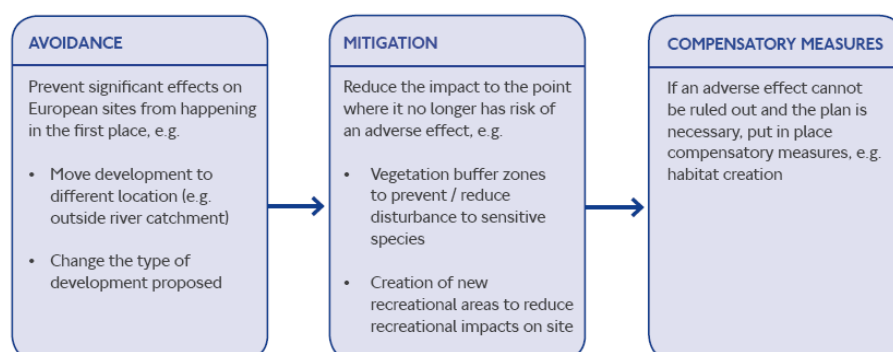 AVOIDANCE
Prevent significant effects on
European sites from happening
in the first place, e.g.
• Move development to
different location (e.g.
outside river catchment)
• Change the type of
development proposed
MITIGATION
Reduce the impact to the point
where it no longer has risk of
an adverse effect, e.g.
• Vegetation buffer zones
to prevent / reduce
disturbance to sensitive
species
• Creation of new
recreational areas to reduce
recreational impacts on site
COMPENSATORY MEASURES
If an adverse effect cannot
be ruled out and the plan is
necessary, put in place
compensatory measures, e.g.
habitat creation